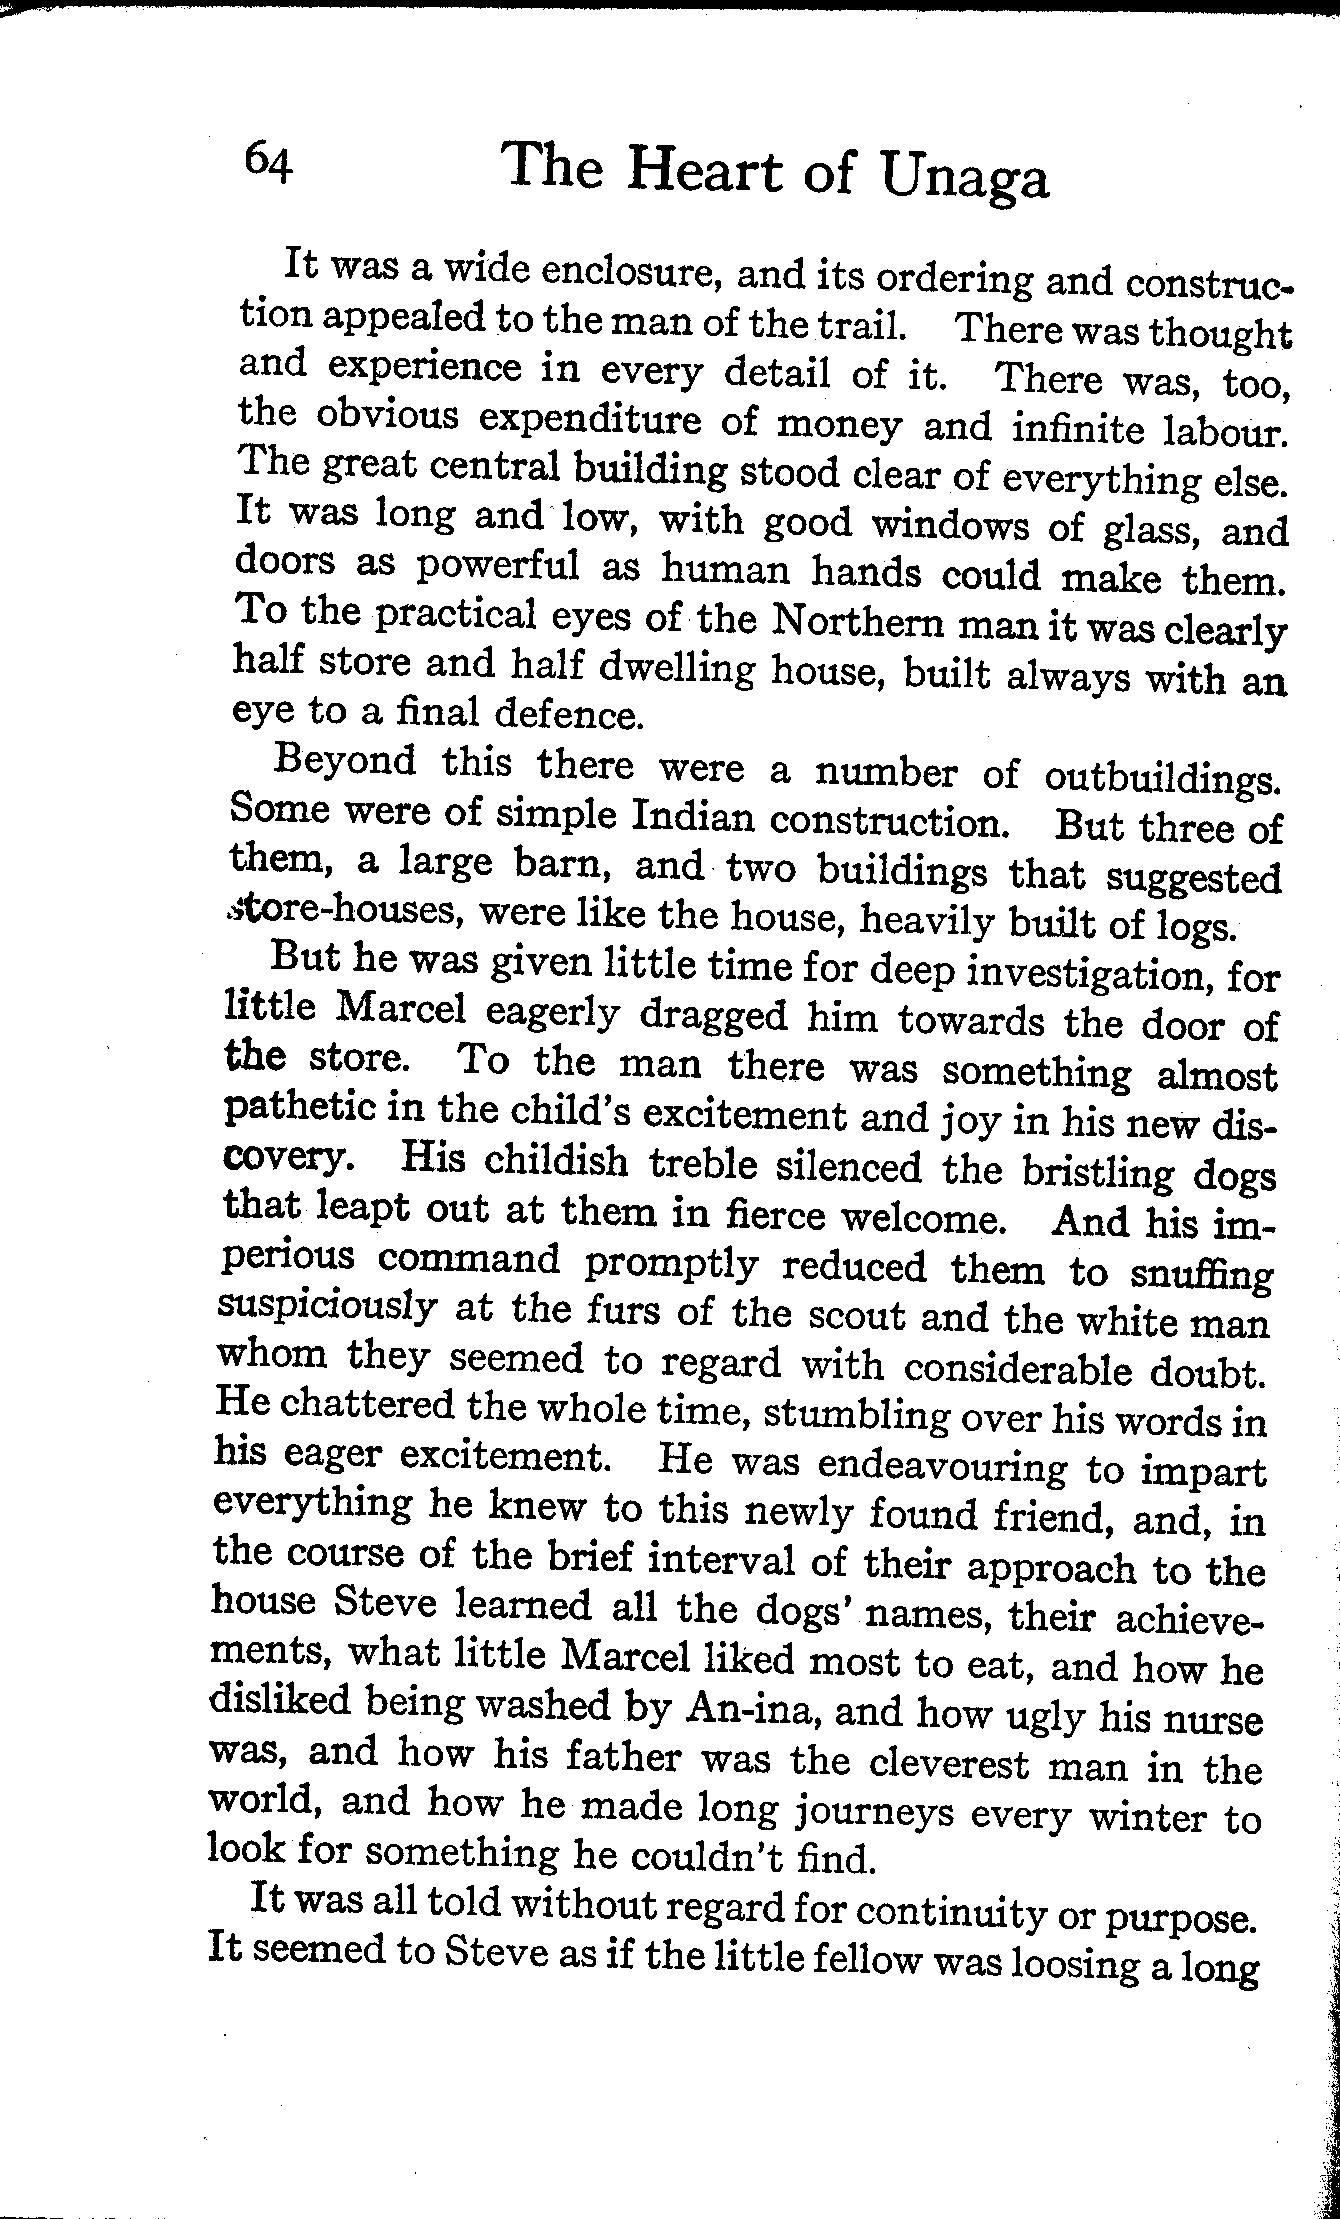 64 The Heart of Unaga
It was a wide enclosure, and its ordering and construc-
tion appealed to the man of the trail. There was thought
and experience in every detail of it. There was, too,
the obvious expenditure of money and infinite labour.
The great central building stood clear of everything else.
It was long and low, with good windows of glass, and
doors as powerful as human hands could make them.
To the practical eyes of the Northern man it was clearly
half store and half dwelling house, built always with an
eye to a final defence.
Beyond this there were a number of outbuildings.
Some were of simple Indian construction. But three of
them, a large barn, and two buildings that suggested
store-houses, were like the house, heavily built of logs.
But he was given little time for deep investigation, for
little Marcel eagerly dragged him towards the door of
the store. To the man there was something almost
pathetic in the child's excitement and joy in his new dis-
covery. His childish treble silenced the bristling dogs
that leapt out at them in fierce welcome. And his im-
perious command promptly reduced them to snuffing
suspiciously at the furs of the scout and the white man
whom they seemed to regard with considerable doubt.
He chattered the whole time, stumbling over his words in
his eager excitement. He was endeavouring to impart
everything he knew to this newly found friend, and, in
the course of the brief interval of their approach to the
house Steve learned all the dogs' names, their achieve-
ments, what little Marcel liked most to eat, and how he
disliked being washed by An-ina, and how ugly his nurse
was, and how his father was the cleverest man in the
world, and how he made long journeys every winter to
look for something he couldn't find.
It was all told without regard for continuity or purpose.
It seemed to Steve as if the little fellow was loosing a long